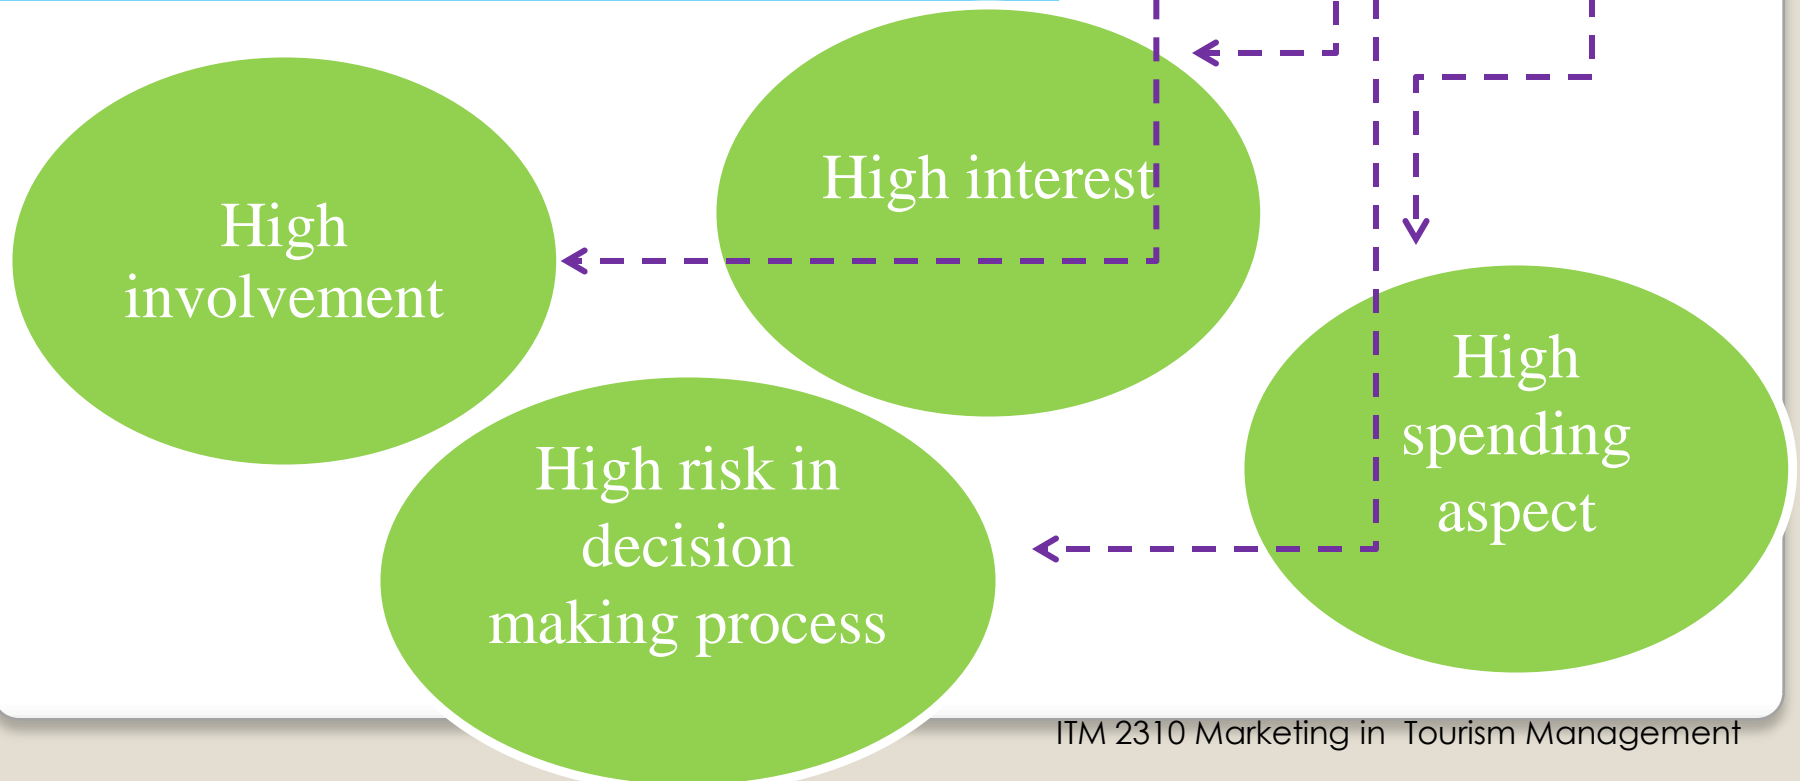 High
involvement
High interest
High risk in
decision
making process
High
spending
aspect
ITM 2310 Marketing in  Tourism Management